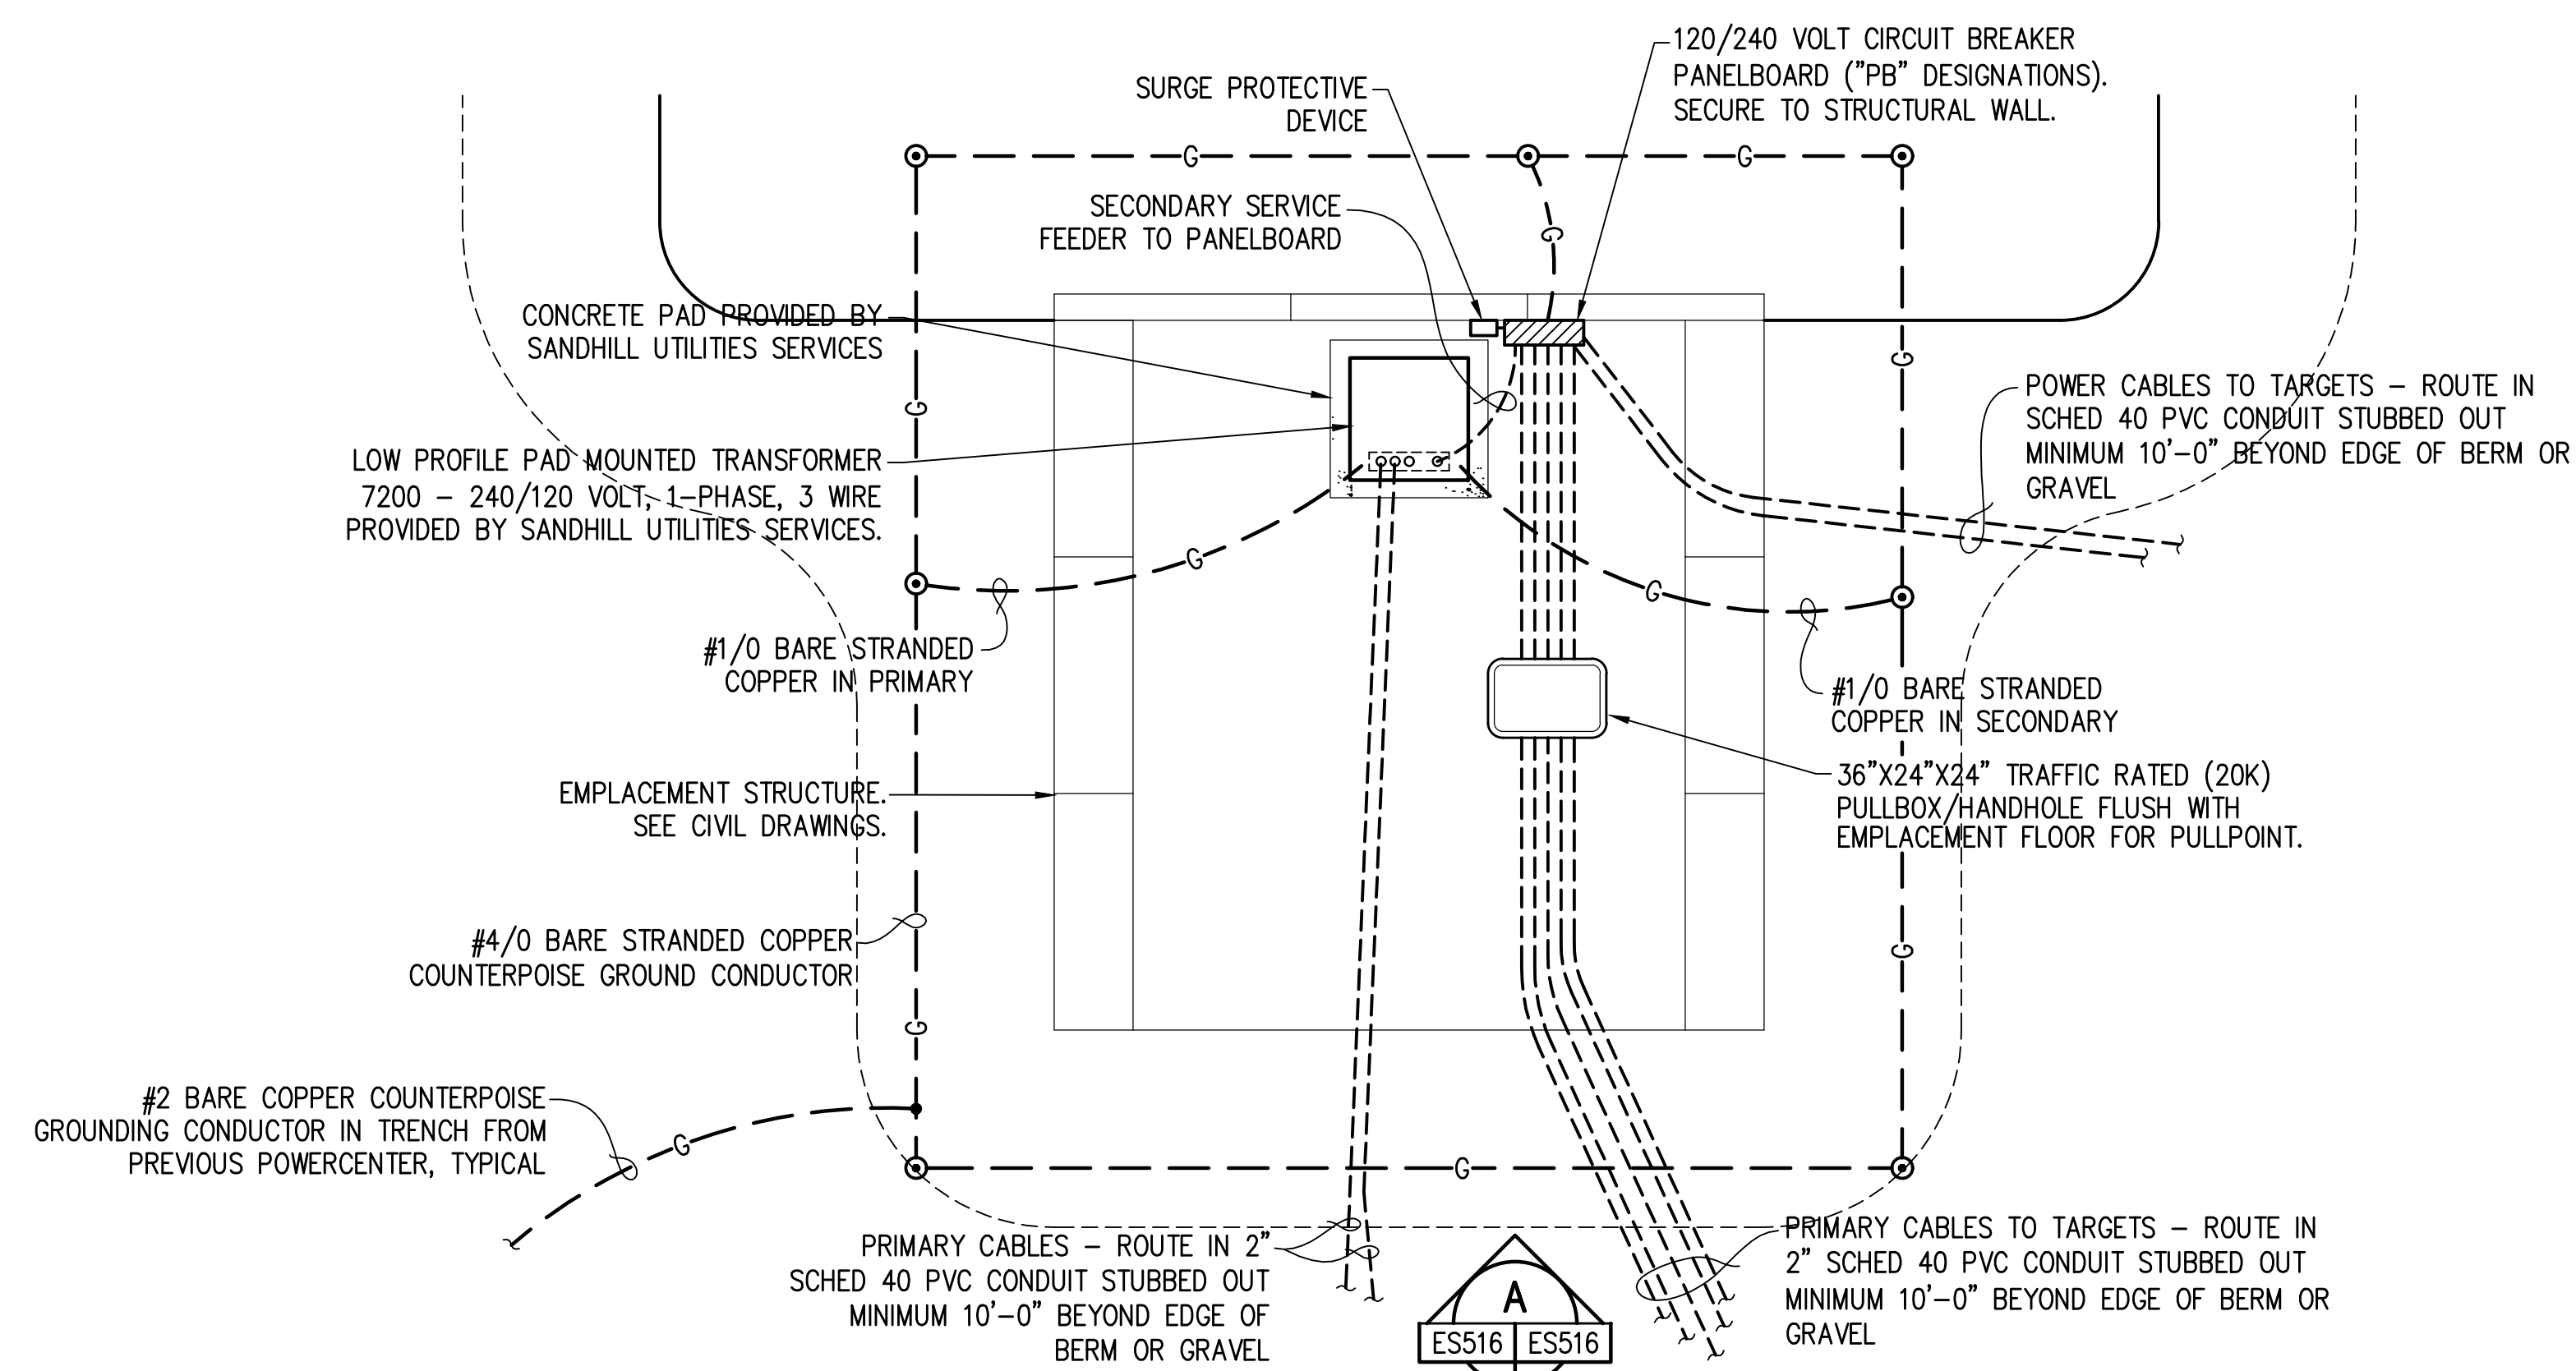 120/240 VOLT CIRCUIT BREAKER
PANELBOARD ("PB" DESIGNATIONS).
SECURE TO STRUCTURAL WALL.
SURGE PROTECTIVE
DEVICE
G
G
SECONDARY SERVICE
FEEDER TO PANELBOARD
G
CONCRETE PAD PROVIDED BY
SANDHILL UTILITIES SERVICES
G
G
POWER CABLES TO TARGETS – ROUTE IN
SCHED 40 PVC CONDUIT STUBBED OUT
MINIMUM 10'–0" BEYOND EDGE OF BERM OR
GRAVEL
LOW PROFILE PAD MOUNTED TRANSFORMER
7200 – 240/120 VOLT, 1–PHASE, 3 WIRE
PROVIDED BY SANDHILL UTILITIES SERVICES.
G
G
#1/0 BARE STRANDED
COPPER IN PRIMARY
#1/0 BARE STRANDED
COPPER IN SECONDARY
36"X24"X24" TRAFFIC RATED (20K)
PULLBOX/HANDHOLE FLUSH WITH
EMPLACEMENT FLOOR FOR PULLPOINT.
EMPLACEMENT STRUCTURE.
SEE CIVIL DRAWINGS.
#4/0 BARE STRANDED COPPER
COUNTERPOISE GROUND CONDUCTOR
G
G
#2 BARE COPPER COUNTERPOISE
GROUNDING CONDUCTOR IN TRENCH FROM
PREVIOUS POWERCENTER, TYPICAL
G
G
PRIMARY CABLES – ROUTE IN 2"
SCHED 40 PVC CONDUIT STUBBED OUT
MINIMUM 10'–0" BEYOND EDGE OF
BERM OR GRAVEL
PRIMARY CABLES TO TARGETS – ROUTE IN
2" SCHED 40 PVC CONDUIT STUBBED OUT
MINIMUM 10'–0" BEYOND EDGE OF BERM OR
GRAVEL
A
ES516 ES516